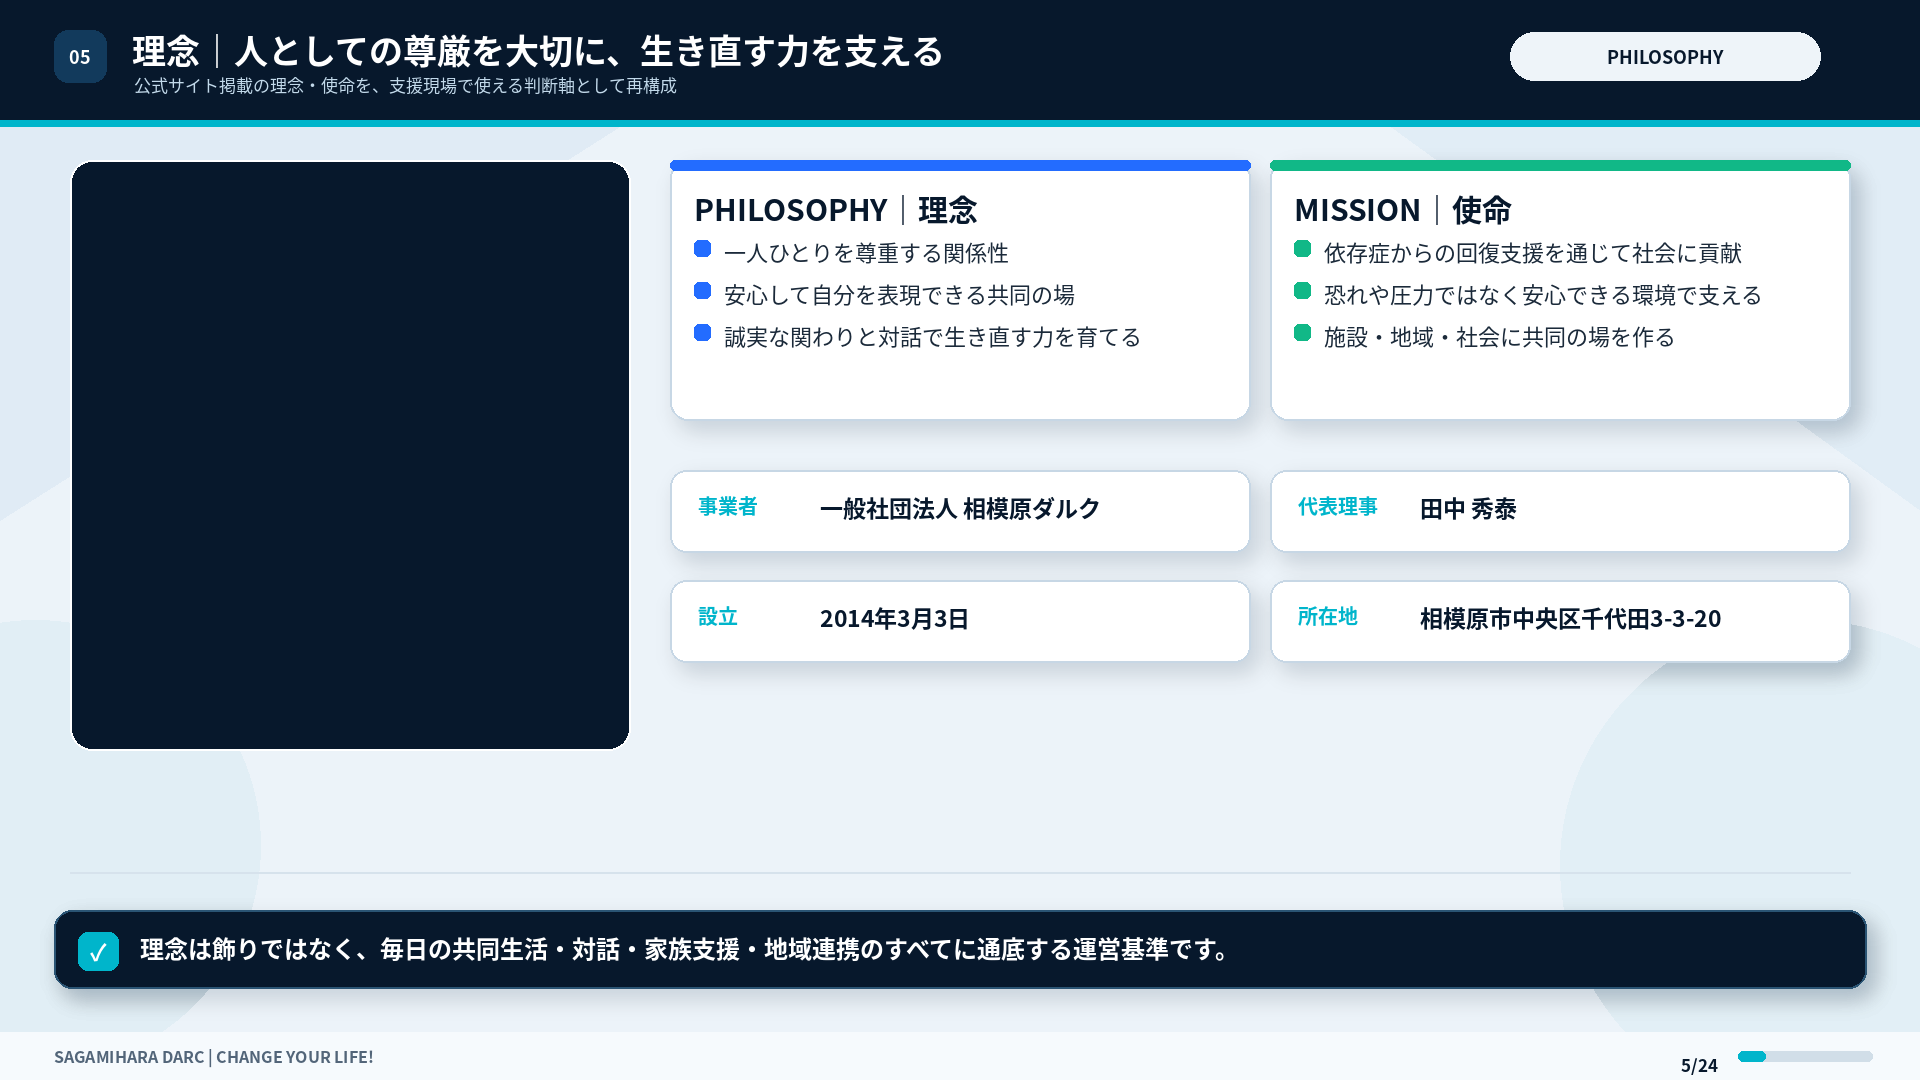 05
理念｜人としての尊厳を大切に、生き直す力を支える
公式サイト掲載の理念・使命を、支援現場で使える判断軸として再構成
PHILOSOPHY
PHILOSOPHY｜理念
一人ひとりを尊重する関係性
安心して自分を表現できる共同の場
誠実な関わりと対話で生き直す力を育てる
MISSION｜使命
依存症からの回復支援を通じて社会に貢献
恐れや圧力ではなく安心できる環境で支える
施設・地域・社会に共同の場を作る
事業者 一般社団法人 相模原ダルク
代表理事 田中 秀泰
設立 2014年3月3日
所在地 相模原市中央区千代田3-3-20
✓ 理念は飾りではなく、毎日の共同生活・対話・家族支援・地域連携のすべてに通底する運営基準です。
SAGAMIHARA DARC | CHANGE YOUR LIFE!
5/24